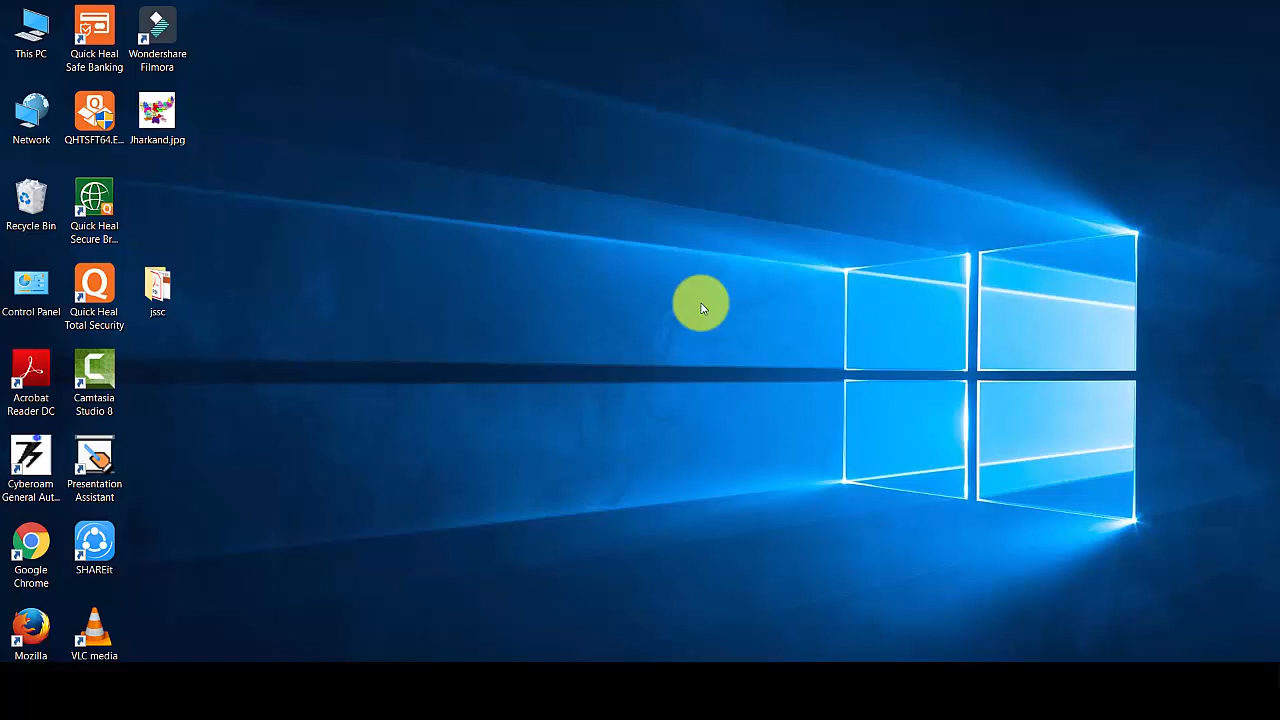 This PC
Quick Heal
Safe Banking
Wondershare
Filmora
Network
QHTSFT64.E...
Jharkand.jpg
Recycle Bin
Quick Heal
Secure Br...
Control Panel
Quick Heal
Total Security
jssc
Acrobat
Reader DC
Camtasia
Studio 8
Cyberoam
General Aut...
Presentation
Assistant
Google
Chrome
SHAREit
Mozilla
VLC media